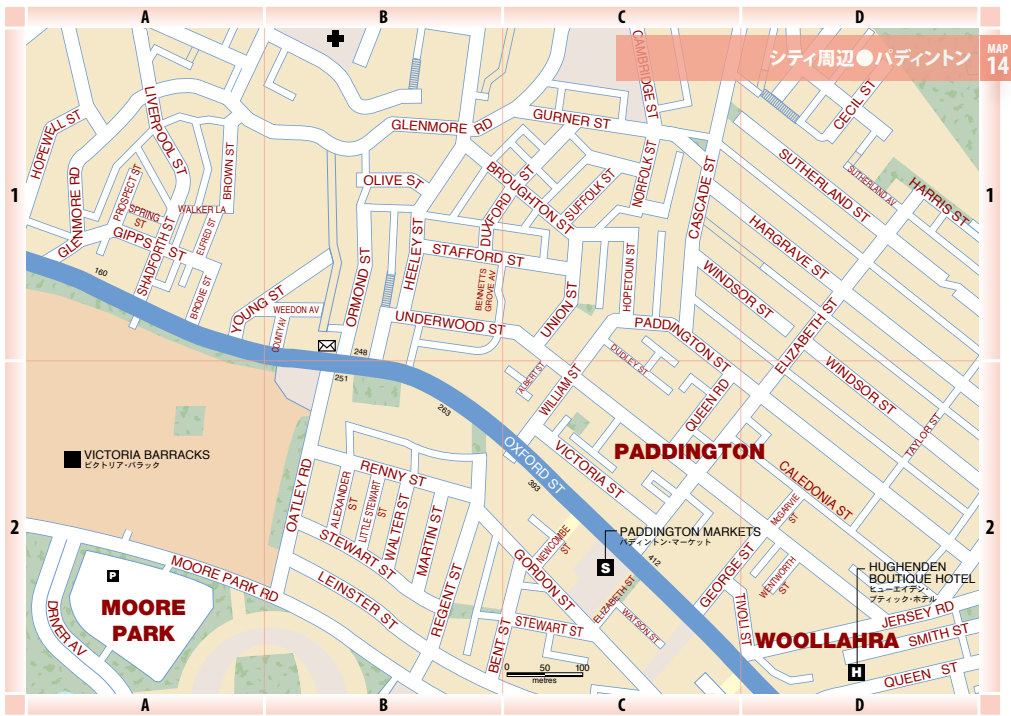 A B C D
シティ周辺●パディントン
MAP
14
1
1
2
2
HOPEWELL ST
LIVERPOOL ST
GLENMORE RD
GLENMORE RD
PROSPECT ST
SPRING
ST
BROWN ST
WALKER LA
ELFRED ST
GIPPS ST
SHADFORTH ST
BRODIE ST
160
YOUNG ST
WEEDON AV
COUNTY AV
ORMOND ST
248
251
263
GLENMORE RD
OLIVE ST
HEELEY ST
STAFFORD ST
DUXFORD ST
BENNETTS
GROVE AV
UNDERWOOD ST
CAMBRIDGE ST
GURNER ST
BROUGHTON ST
SUFFOLK ST
NORFOLK ST
CASCADE ST
HOPETOUN ST
UNION ST
PADDINGTON ST
DUDLEY ST
ALBERT ST
WILLIAM ST
CECIL ST
SUTHERLAND AV
SUTHERLAND ST
HARRIS ST
HARGRAVE ST
WINDSOR ST
ELIZABETH ST
WINDSOR ST
QUEEN RD
TAYLOR ST
PADDINGTON
OXFORD ST
393
VICTORIA ST
CALEDONIA ST
McGARVIE
ST
VICTORIA BARRACKS
ビクトリア・バラック
OATLEY RD
RENNY ST
ALEXANDER
ST
LITTLE STEWART
ST
WALTER ST
MARTIN ST
STEWART ST
LEINSTER ST
REGENT ST
BENT ST
GORDON ST
NEWCOMBE
ST
STEWART ST
ELIZABETH ST
WATSON ST
PADDINGTON MARKETS
パディントン・マーケット
S
412
GEORGE ST
WENTWORTH
ST
TIVOLI ST
HUGHENDEN
BOUTIQUE HOTEL
ヒューエイデン・
ブティック・ホテル
JERSEY RD
SMITH ST
QUEEN ST
WOOLLAHRA
H
P
MOORE
PARK
MOORE PARK RD
DRIVER AV
0 50 100
metres
A B C D